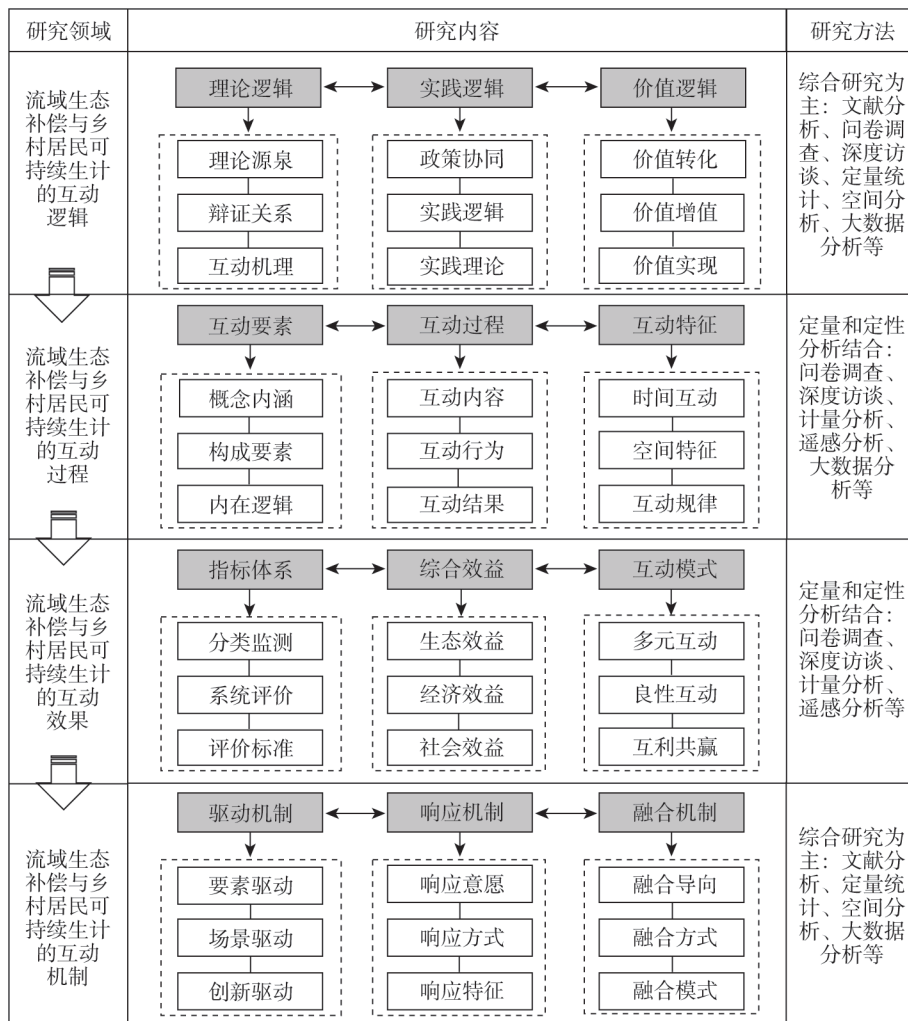 研究领域
研究内容
研究方法
流域生态
补偿与乡
村居民可
持续生计
的互动
逻辑
理论逻辑
实践逻辑
价值逻辑
理论源泉
政策协同
价值转化
辩证关系
实践逻辑
价值增值
互动机理
实践理论
价值实现
综合研究为
主：文献分
析、问卷调
查、深度访
谈、定量统
计、空间分
析、大数据
分析等
流域生态
补偿与乡
村居民可
持续生计
的互动
过程
互动要素
互动过程
互动特征
概念内涵
互动内容
时间互动
构成要素
互动行为
空间特征
内在逻辑
互动结果
互动规律
定量和定性
分析结合：
问卷调查、
深度访谈、
计量分析、
遥感分析、
大数据分
析等
流域生态
补偿与乡
村居民可
持续生计
的互动
效果
指标体系
综合效益
互动模式
分类监测
生态效益
多元互动
系统评价
经济效益
良性互动
评价标准
社会效益
互利共赢
定量和定性
分析结合：
问卷调查、
深度访谈、
计量分析、
遥感分析等
流域生态
补偿与乡
村居民可
持续生计
的互动
机制
驱动机制
响应机制
融合机制
要素驱动
响应意愿
融合导向
场景驱动
响应方式
融合方式
创新驱动
响应特征
融合模式
综合研究为
主：文献分
析、定量统
计、空间分
析、大数据
分析等